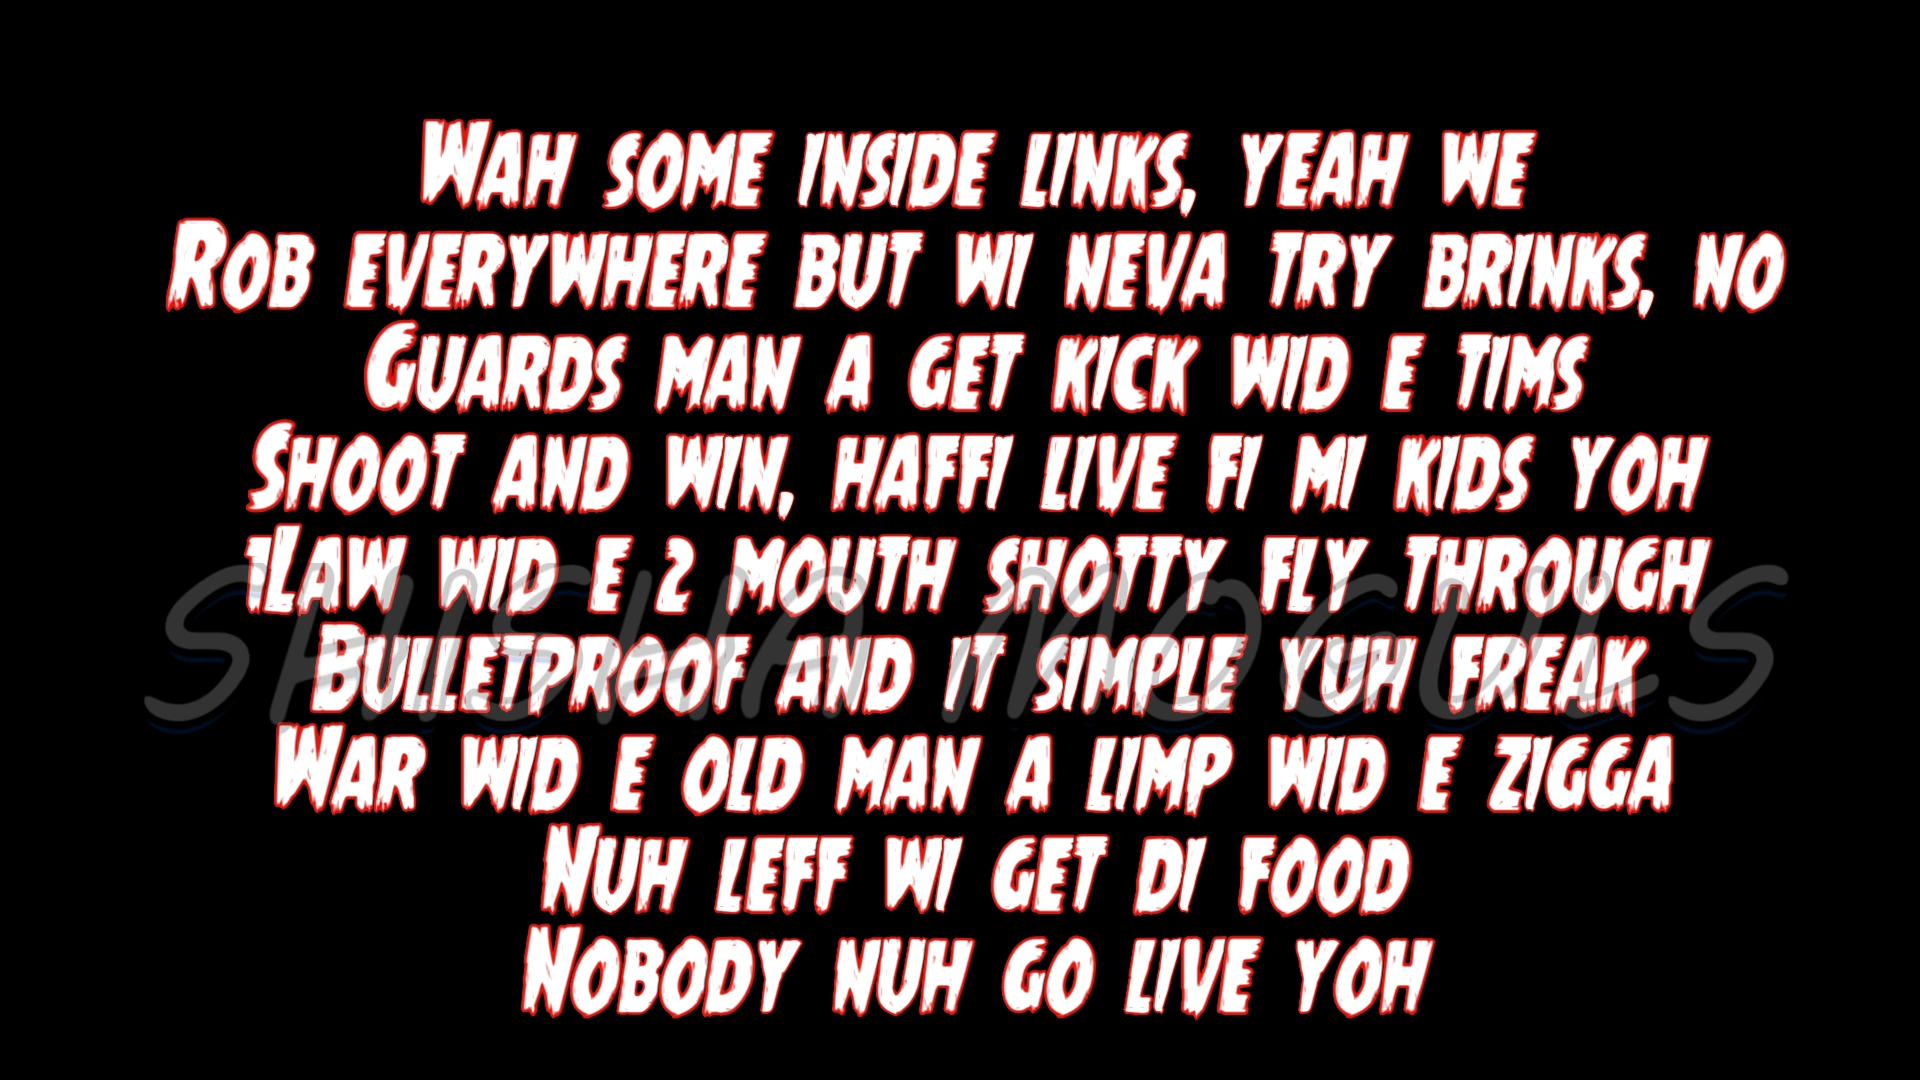 Wah some inside links, yeah we
Rob everywhere but wi neva try brinks, no
Guards man a get kick wid e tims
Shoot and win, haffi live fi mi kids yoh
1Law wid e 2 mouth shotty fly through
Bulletproof and it simple yuh freak
War wid e old man a limp wid e zigga
Nuh leff wi get di food
Nobody nuh go live yoh
SHISHA MOGULS